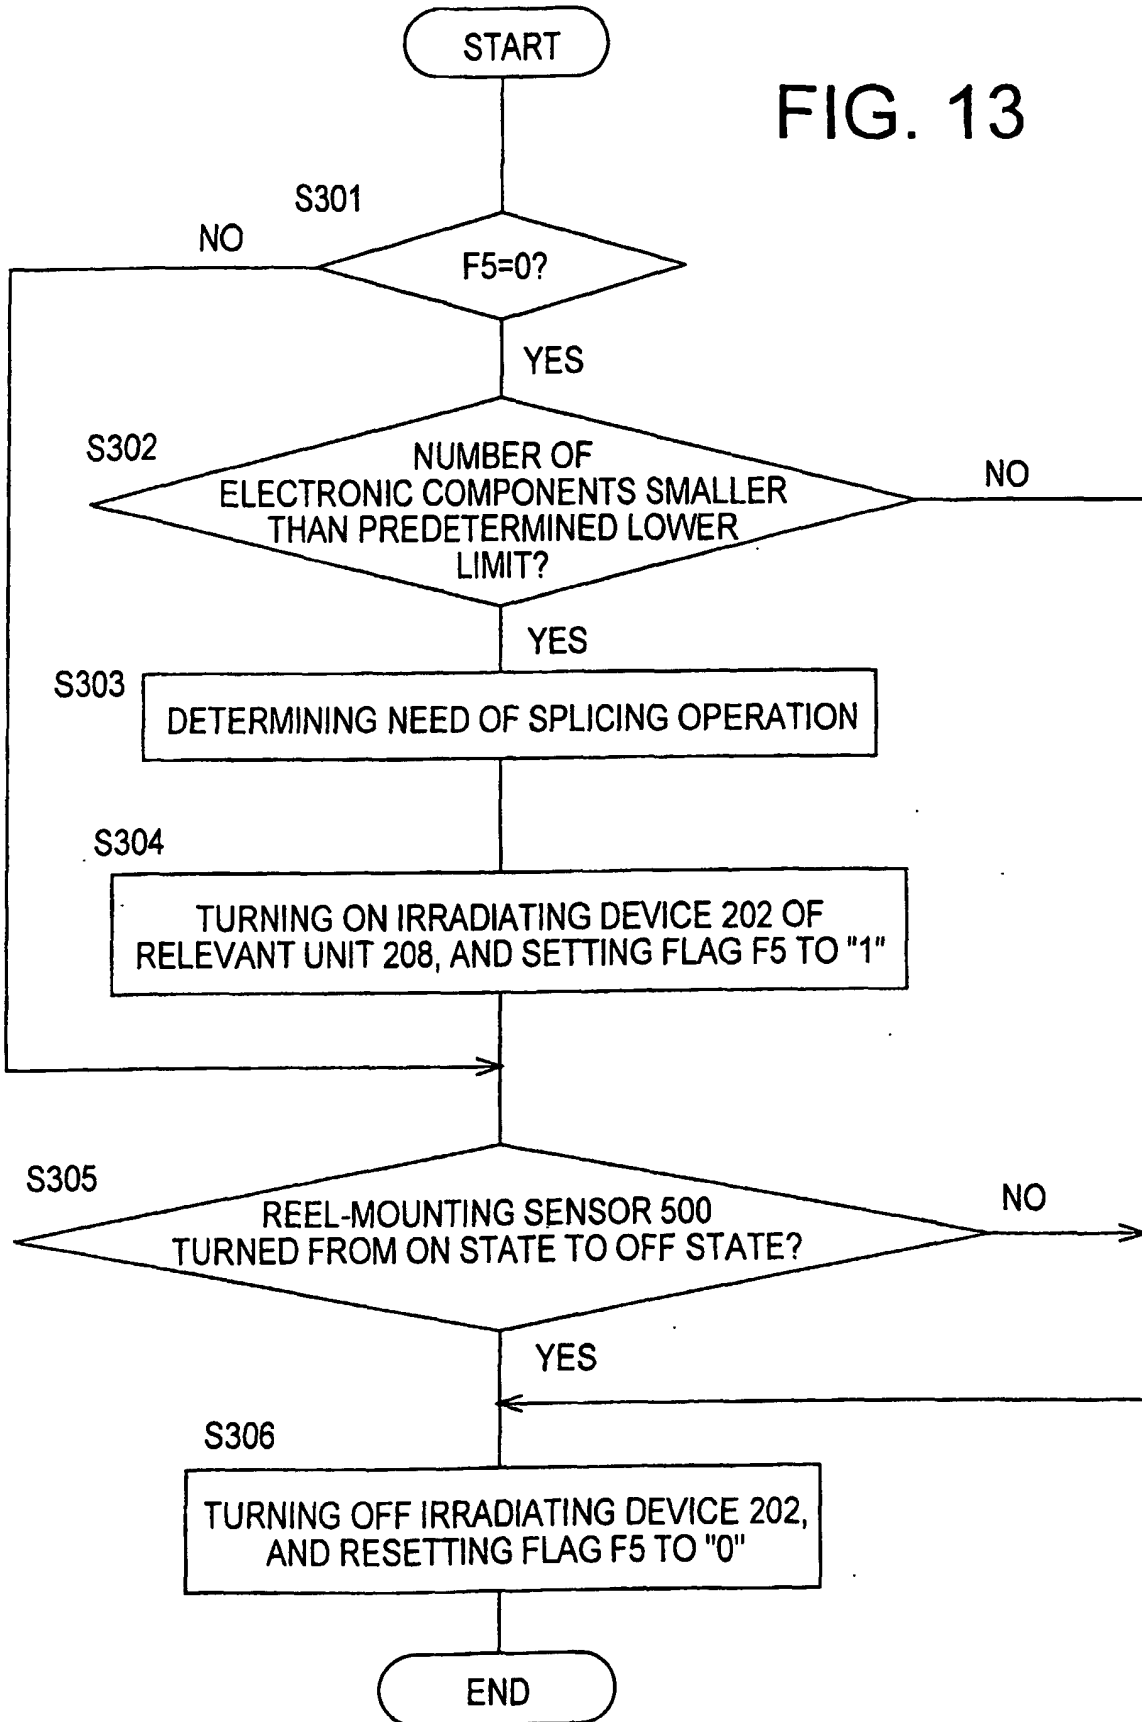 START
FIG. 13
S301
NO
F5=0?
YES
S302
NUMBER OF
ELECTRONIC COMPONENTS SMALLER
THAN PREDETERMINED LOWER
LIMIT?
NO
YES
S303
DETERMINING NEED OF SPLICING OPERATION
S304
TURNING ON IRRADIATING DEVICE 202 OF
RELEVANT UNIT 208, AND SETTING FLAG F5 TO "1"
S305
REEL-MOUNTING SENSOR 500
TURNED FROM ON STATE TO OFF STATE?
NO
YES
S306
TURNING OFF IRRADIATING DEVICE 202,
AND RESETTING FLAG F5 TO "0"
END